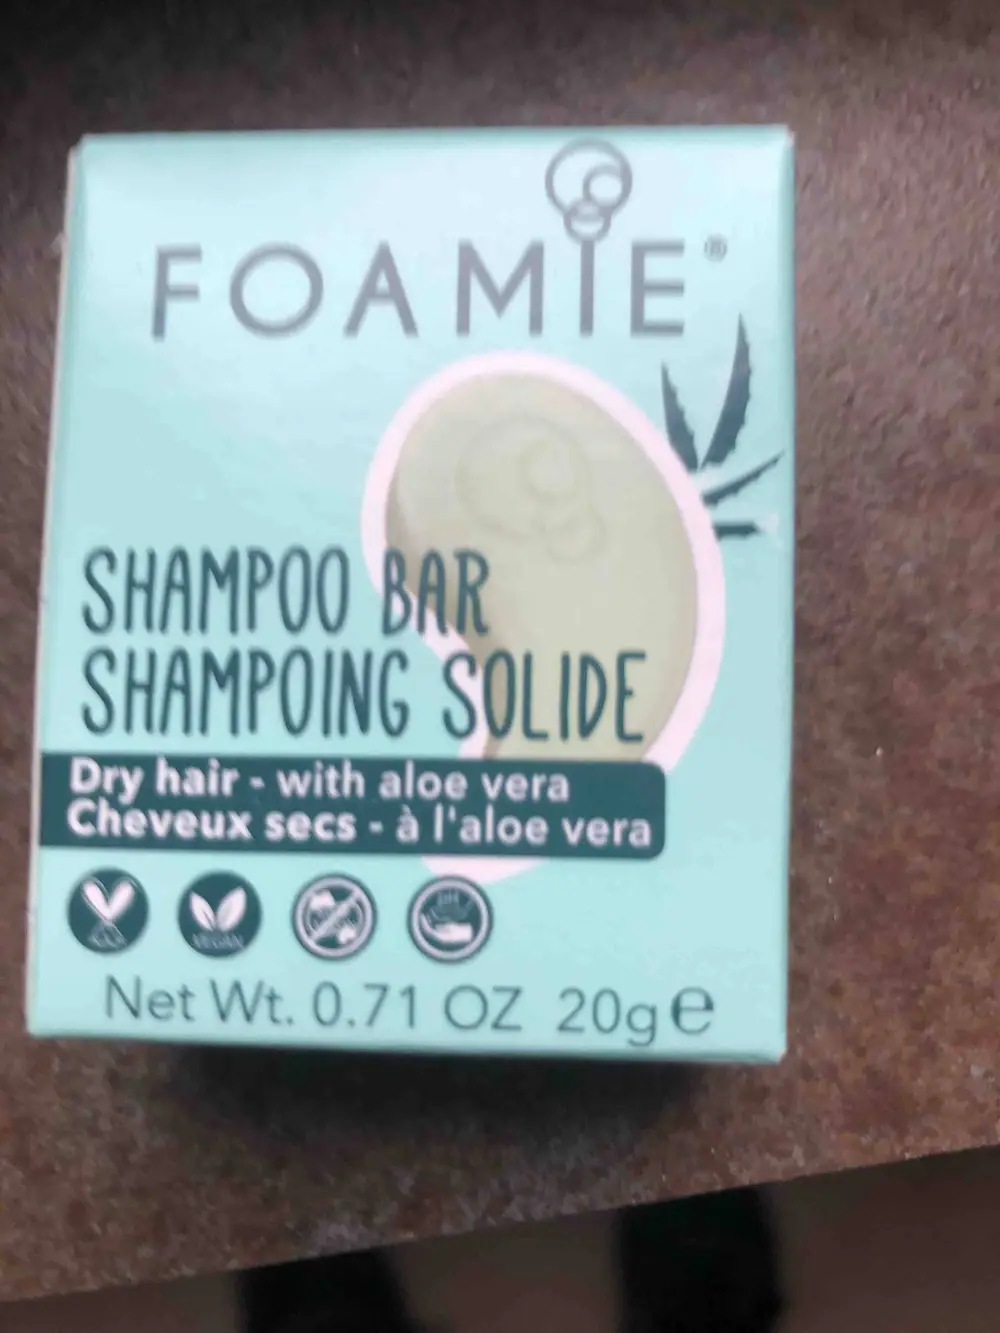 FOAMIE®
SHAMPOO BAR
SHAMPOING SOLIDE
Dry hair - with aloe vera
Cheveux secs - à l'aloe vera
VEGAN
Net Wt. 0.71 OZ 20g e